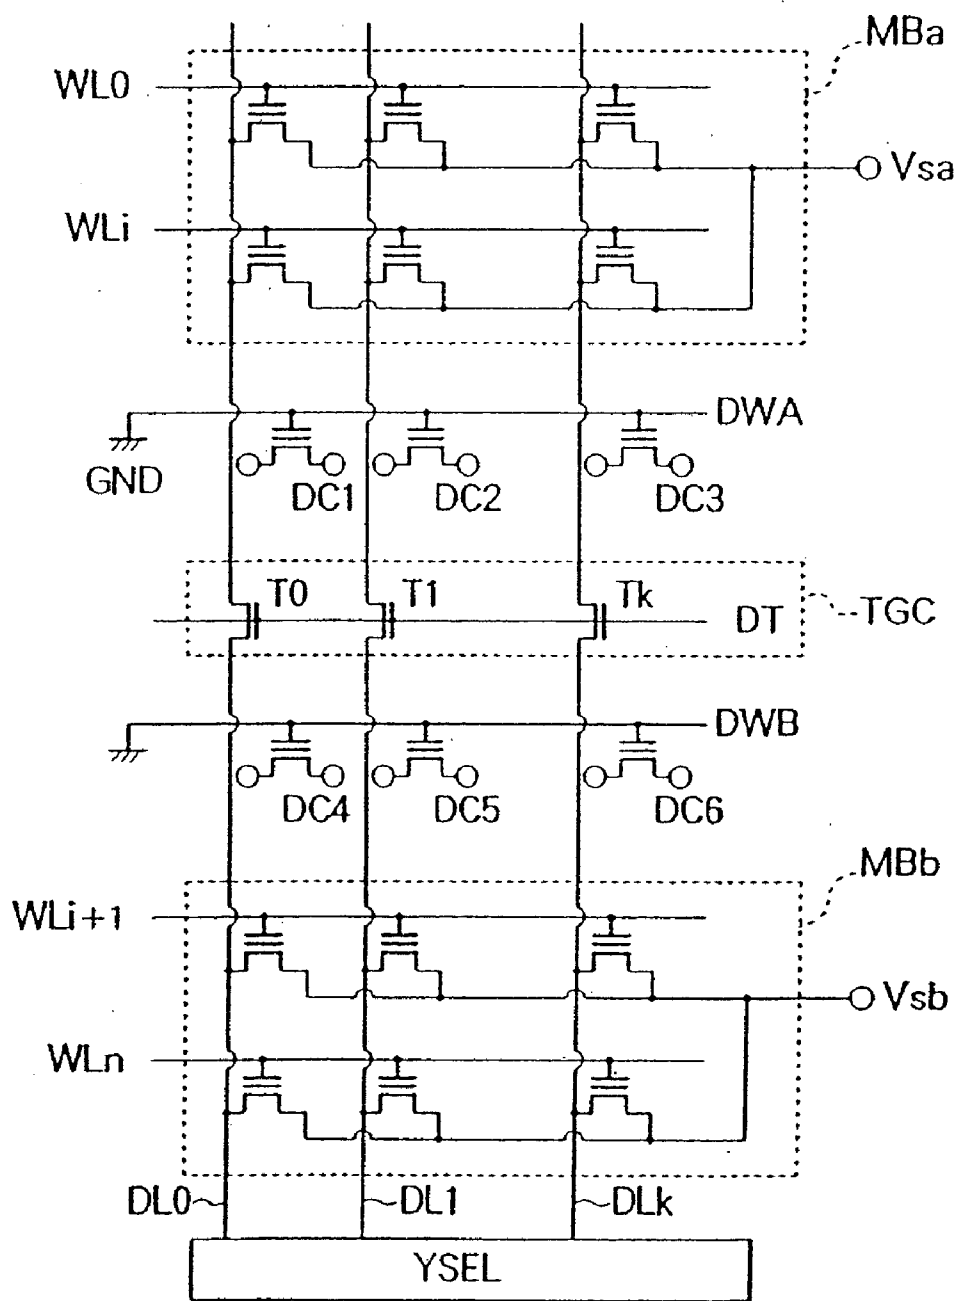 MBa
WL0
Vsa
WLi
DWA
GND
DC1 DC2 DC3
T0 T1 Tk
DT
TGC
DWB
DC4 DC5 DC6
MBb
WLi+1
Vsb
WLn
DL0 DL1 DLk
YSEL